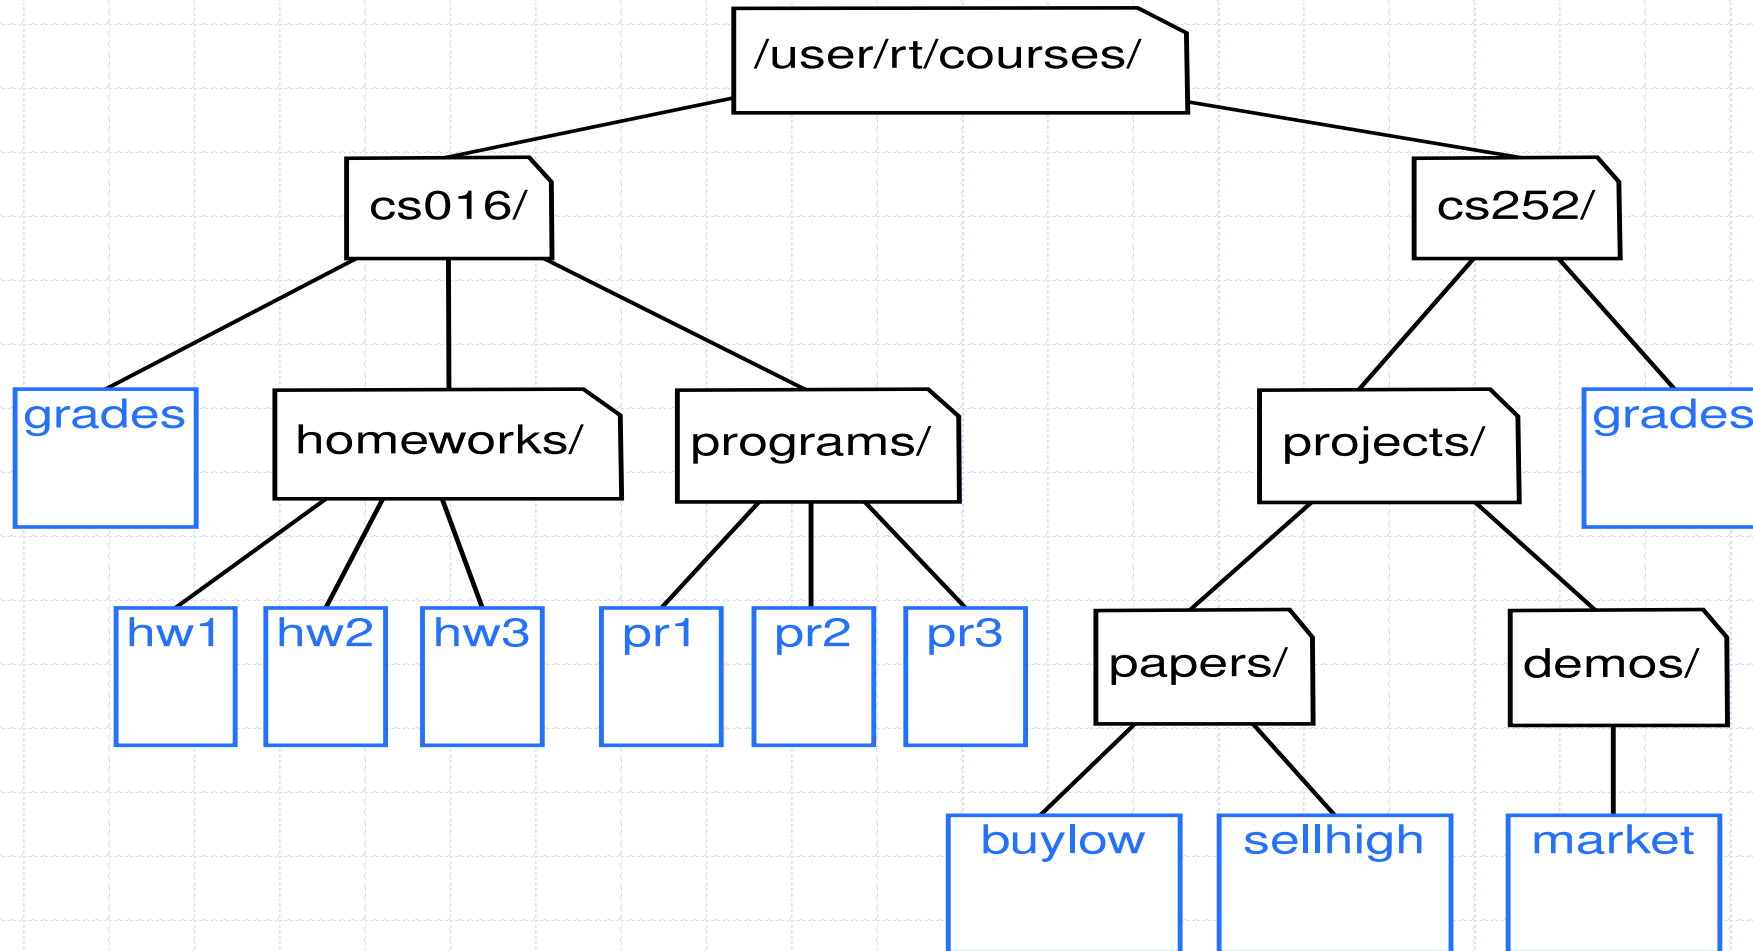 /user/rt/courses/
cs016/
cs252/
grades
homeworks/
programs/
projects/
grades
hw1
hw2
hw3
pr1
pr2
pr3
papers/
demos/
buylow
sellhigh
market